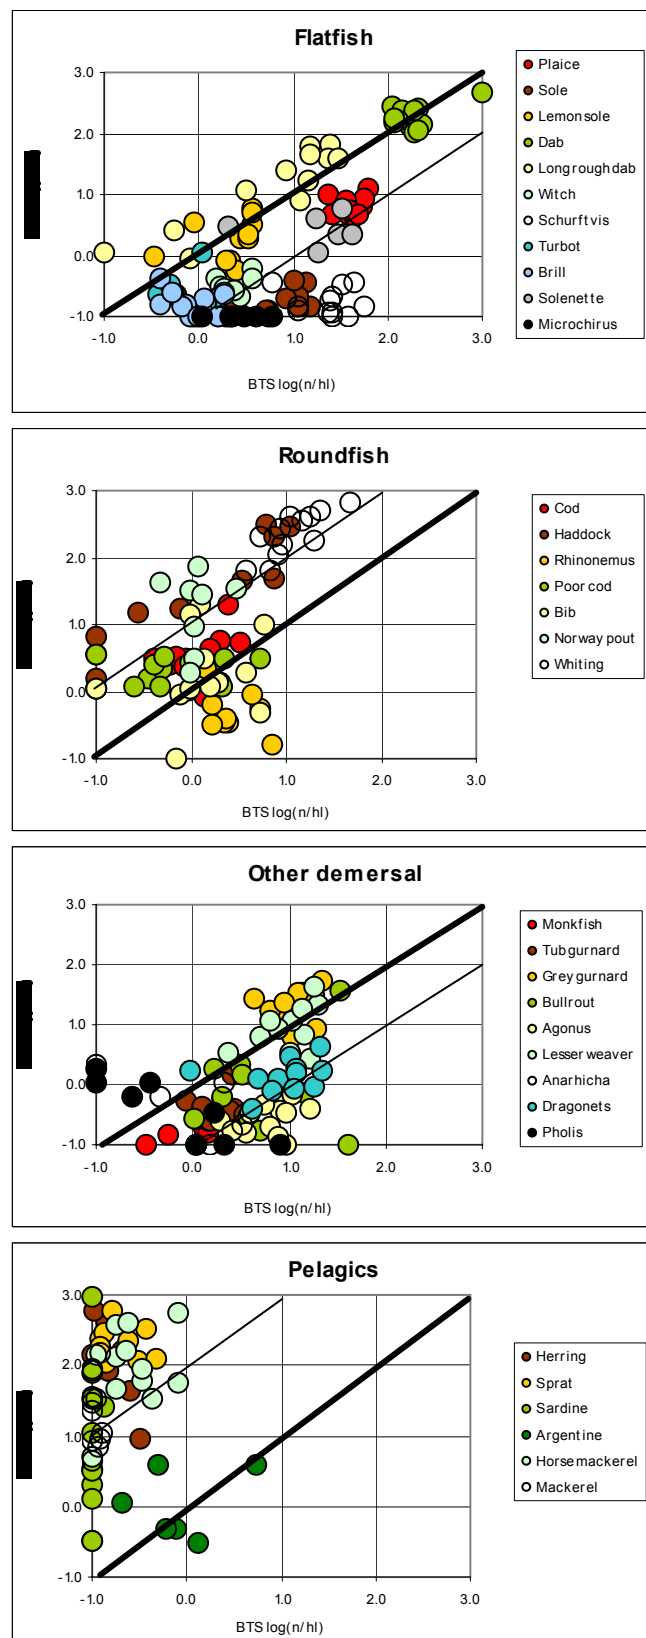 Flatfish
3.0
2.0
1.0
0.0
-1.0
-1.0 0.0 1.0 2.0 3.0
BTS log(n/hl)
Plaice
Sole
Lemon sole
Dab
Long rough dab
Witch
Schurftvis
Turbot
Brill
Solenette
Microchirus
Roundfish
3.0
2.0
1.0
0.0
-1.0
-1.0 0.0 1.0 2.0 3.0
BTS log(n/hl)
Cod
Haddock
Rhinonemus
Poor cod
Bib
Norway pout
Whiting
Other demersal
3.0
2.0
1.0
0.0
-1.0
-1.0 0.0 1.0 2.0 3.0
BTS log(n/hl)
Monkfish
Tub gurnard
Grey gurnard
Bullrout
Agonus
Lesser weaver
Anarhicha
Dragonets
Pholis
Pelagics
3.0
2.0
1.0
0.0
-1.0
-1.0 0.0 1.0 2.0 3.0
BTS log(n/hl)
Herring
Sprat
Sardine
Argentine
Horse mackerel
Mackerel